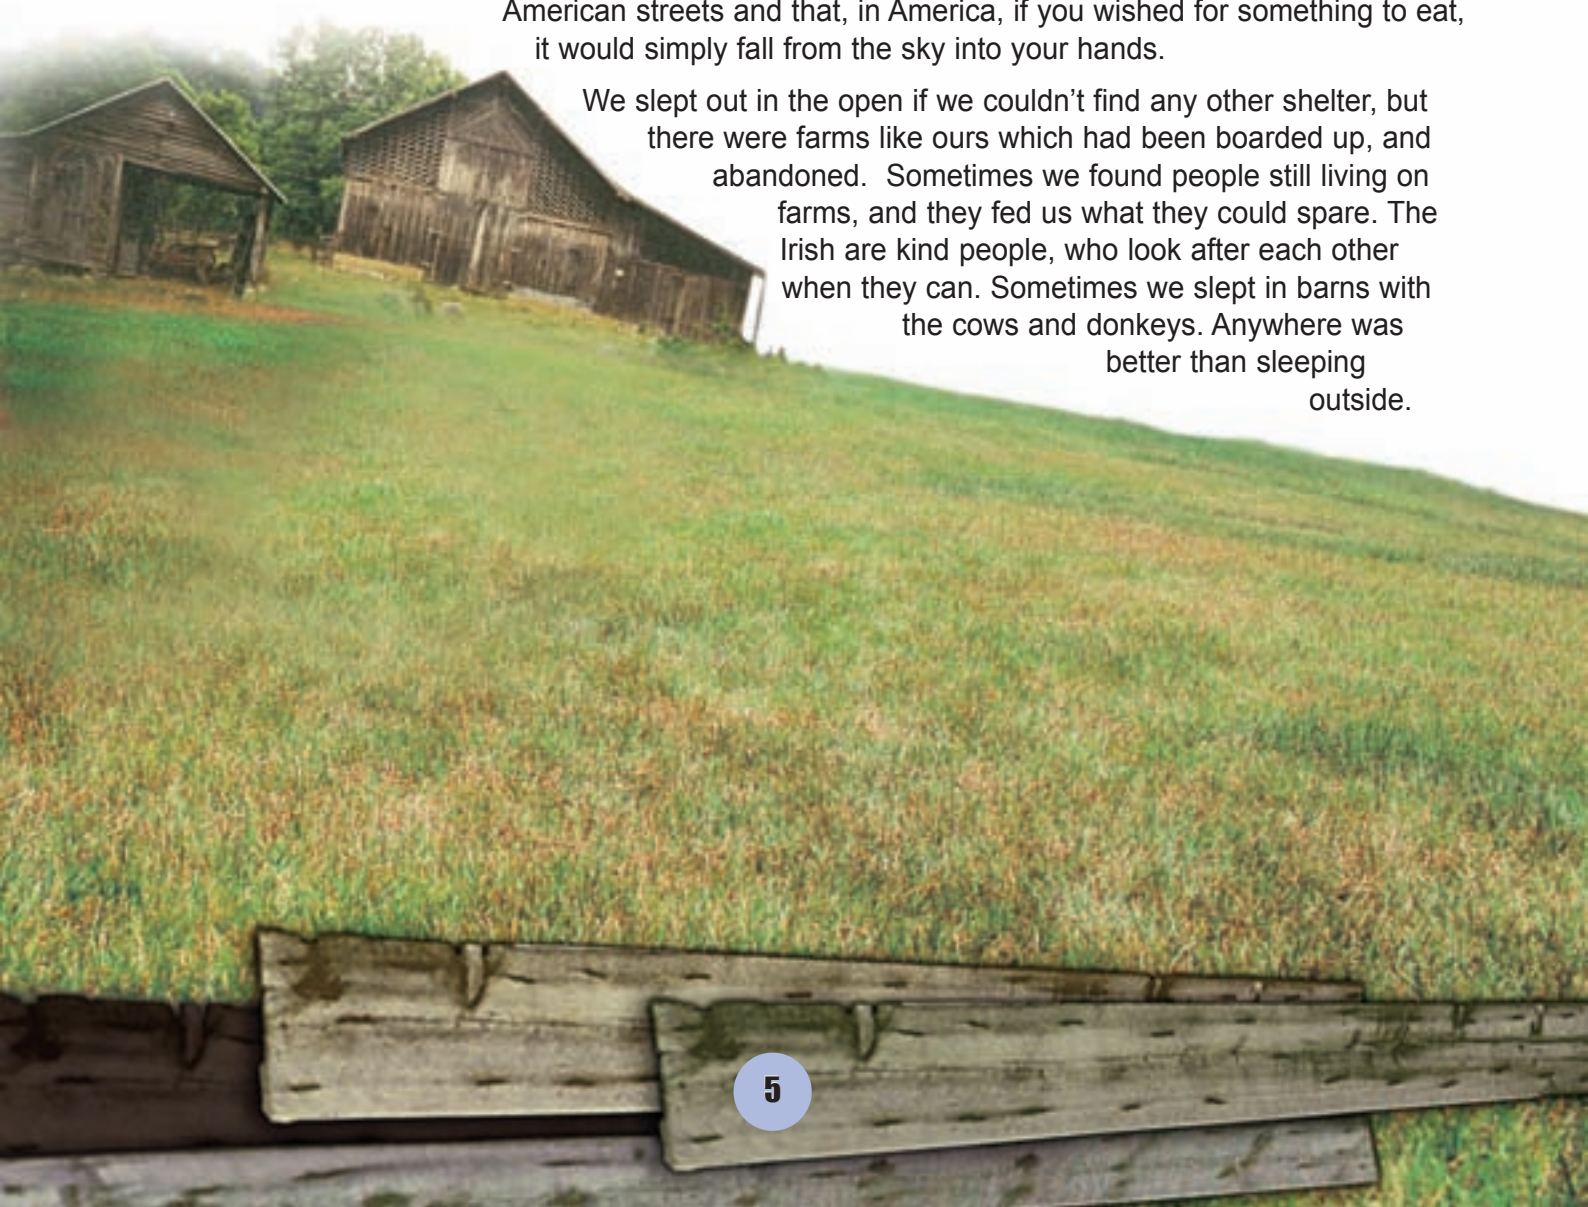 American streets and that, in America, if you wished for something to eat,
it would simply fall from the sky into your hands.
We slept out in the open if we couldn’t find any other shelter, but
there were farms like ours which had been boarded up, and
abandoned.  Sometimes we found people still living on
farms, and they fed us what they could spare. The
Irish are kind people, who look after each other
when they can. Sometimes we slept in barns with
the cows and donkeys. Anywhere was
better than sleeping
outside.
5